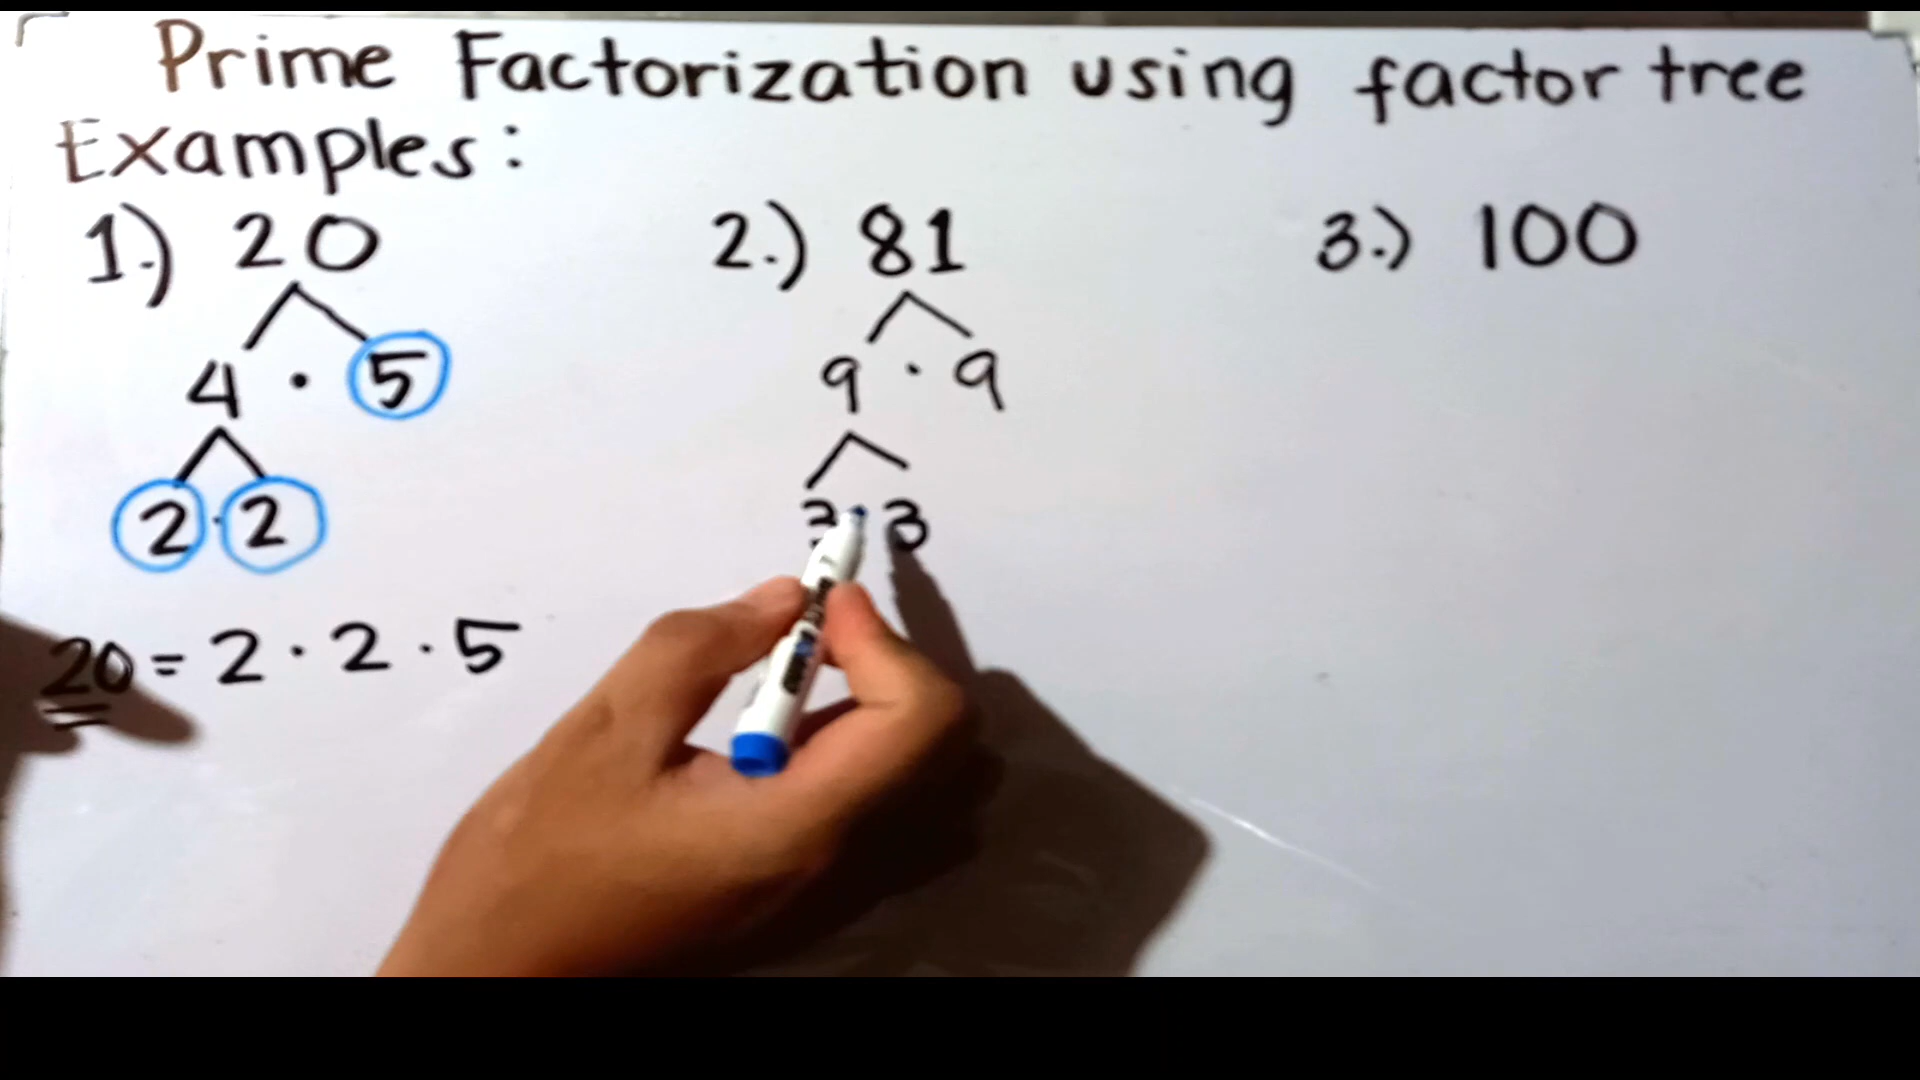 Prime Factorization using factor tree
Examples:
1.) 20
4 · 5
2 · 2
20 = 2 · 2 · 5
2.) 81
9 · 9
3 · 3
3.) 100